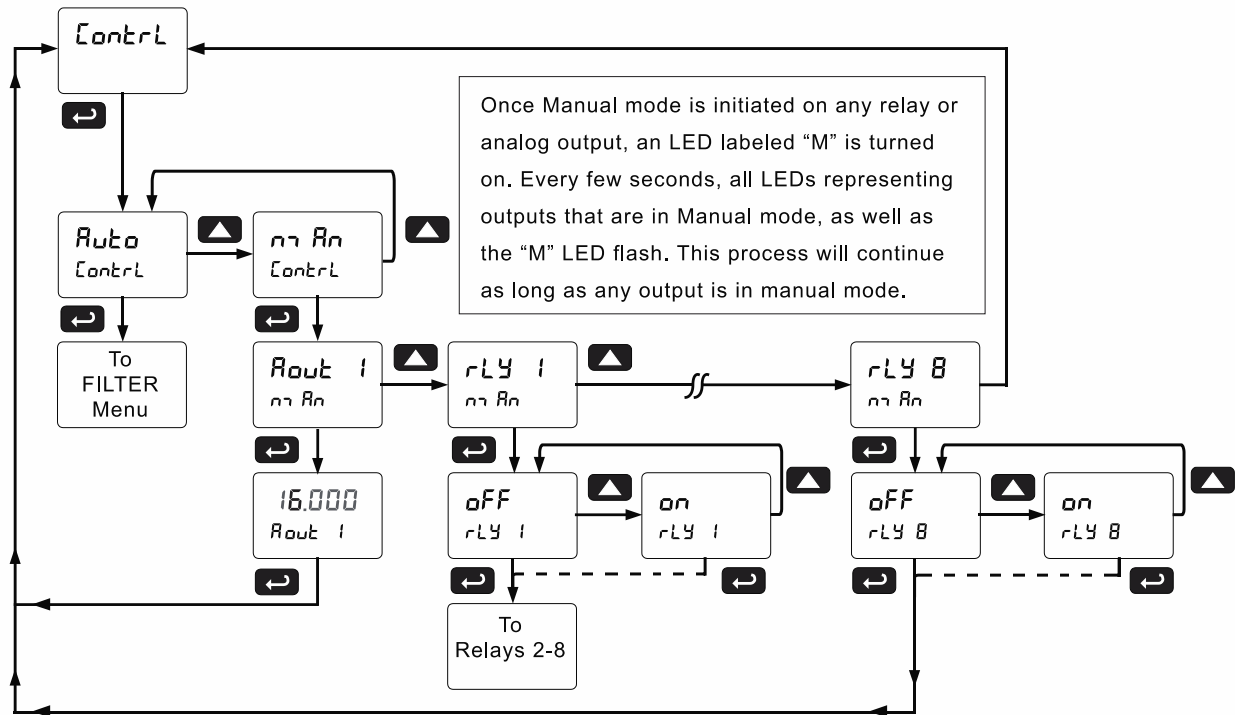 ContrL
Once Manual mode is initiated on any relay or
analog output, an LED labeled “M” is turned
on. Every few seconds, all LEDs representing
outputs that are in Manual mode, as well as
the “M” LED flash. This process will continue
as long as any output is in manual mode.
Auto
ContrL
mAn
ContrL
To
FILTER
Menu
Aout 1
mAn
rLY 1
mAn
rLY 8
mAn
16.000
Aout 1
oFF
rLY 1
on
rLY 1
oFF
rLY 8
on
rLY 8
To
Relays 2-8